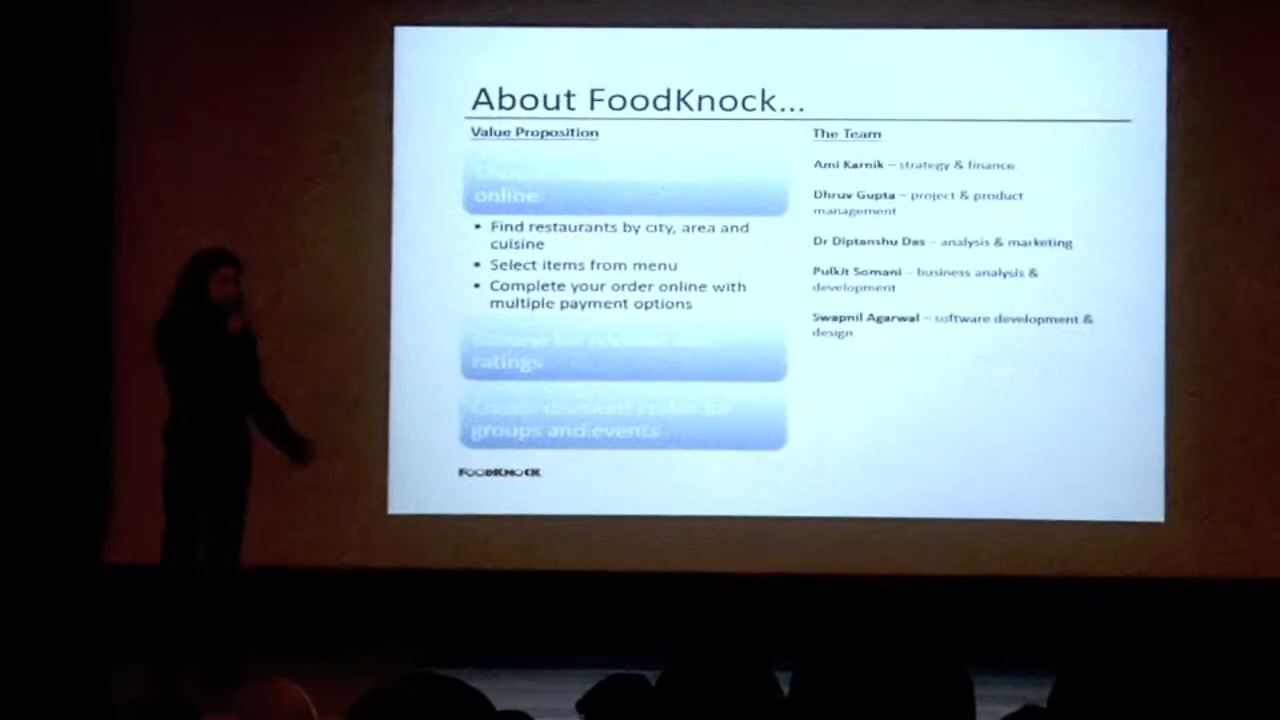 About FoodKnock...
Value Proposition
online
• Find restaurants by city, area and
cuisine
• Select items from menu
• Complete your order online with
multiple payment options
ratings
groups and events
FOODKNOCK
The Team
Ami Karnik – strategy & finance
Dhruv Gupta – project & product
management
Dr Diptanshu Das – analysis & marketing
Pulkit Somani – business analysis &
development
Swapnil Agarwal – software development &
design